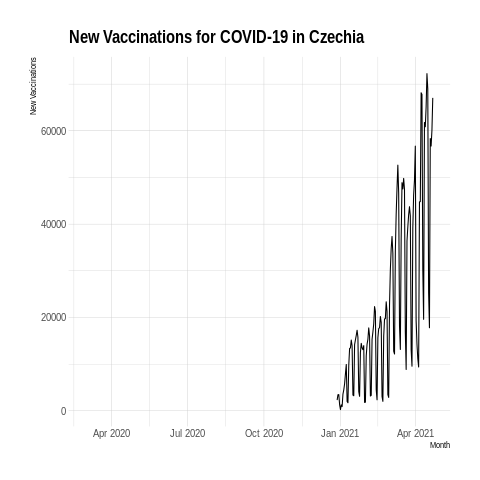 New Vaccinations for COVID-19 in Czechia
New Vaccinations
60000
40000
20000
0
Apr 2020
Jul 2020
Oct 2020
Jan 2021
Apr 2021
Month